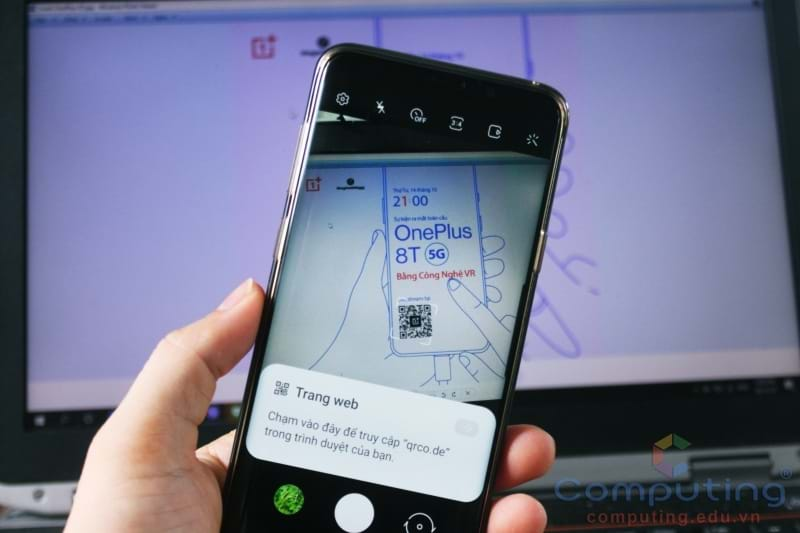 OFF
3:4
Thứ Tư, 14 tháng 10
21:00
Sự kiện ra mắt toàn cầu
OnePlus
8T 5G
Bằng Công Nghệ VR
Trang web
Chạm vào đây để truy cập "qrco.de"
trong trình duyệt của bạn.
Computing®
computing.edu.vn